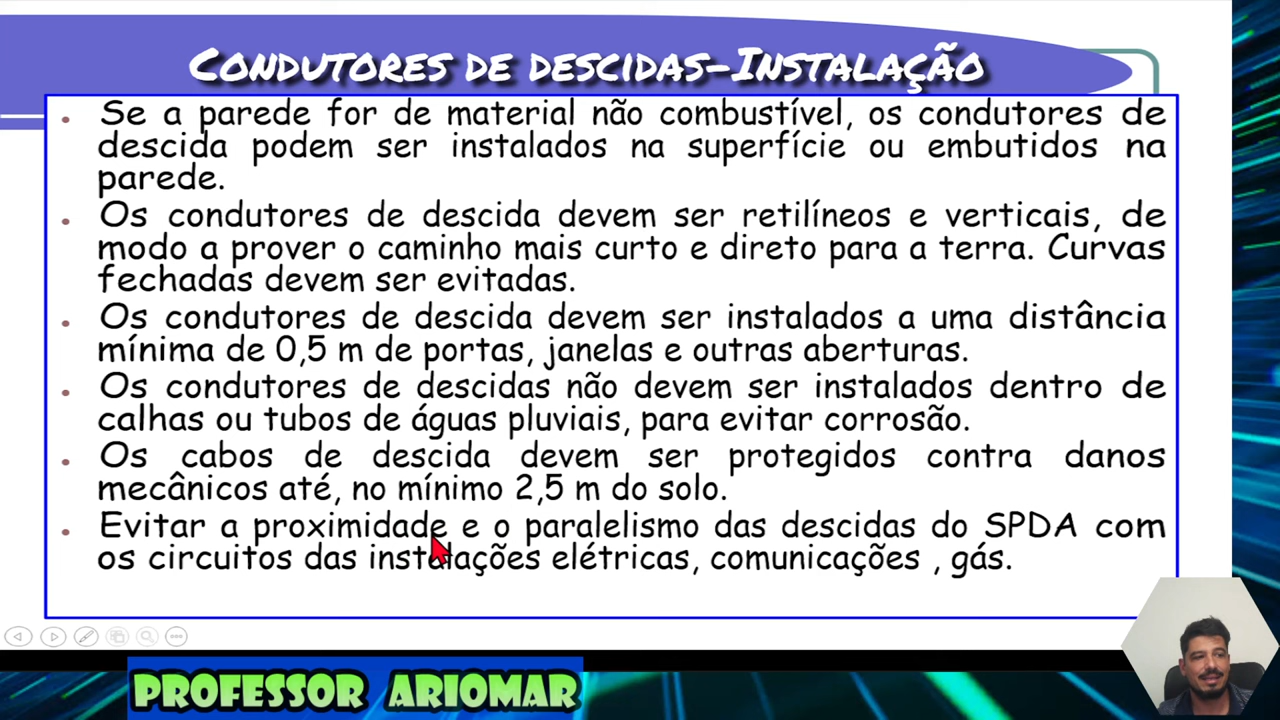 CONDUTORES DE DESCIDAS-INSTALAÇÃO
Se a parede for de material não combustível, os condutores de
descida podem ser instalados na superfície ou embutidos na
parede.
Os condutores de descida devem ser retilíneos e verticais, de
modo a prover o caminho mais curto e direto para a terra. Curvas
fechadas devem ser evitadas.
Os condutores de descida devem ser instalados a uma distância
mínima de 0,5 m de portas, janelas e outras aberturas.
Os condutores de descidas não devem ser instalados dentro de
calhas ou tubos de águas pluviais, para evitar corrosão.
Os cabos de descida devem ser protegidos contra danos
mecânicos até, no mínimo 2,5 m do solo.
Evitar a proximidade e o paralelismo das descidas do SPDA com
os circuitos das instalações elétricas, comunicações , gás.
PROFESSOR ARIOMAR